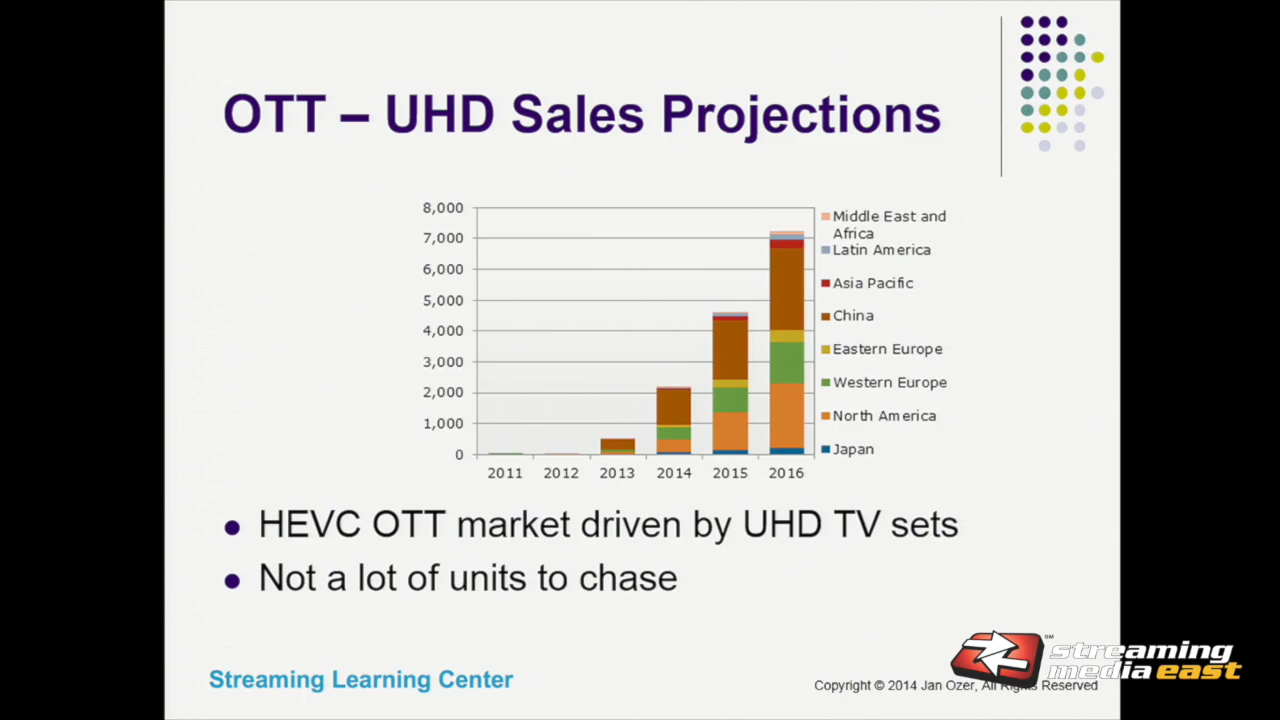 OTT – UHD Sales Projections
8,000
7,000
6,000
5,000
4,000
3,000
2,000
1,000
0
2011 2012 2013 2014 2015 2016
Middle East and
Africa
Latin America
Asia Pacific
China
Eastern Europe
Western Europe
North America
Japan
HEVC OTT market driven by UHD TV sets
Not a lot of units to chase
Streaming Learning Center
Copyright © 2014 Jan Ozer, All Rights Reserved
SM
streaming
media east